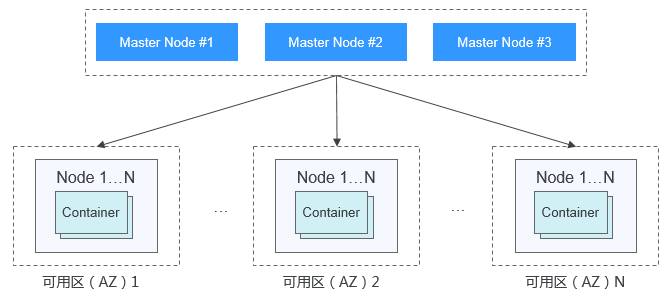 Master Node #1
Master Node #2
Master Node #3
Node 1…N
Container
Node 1…N
Container
Node 1…N
Container
…
…
可用区（AZ）1
可用区（AZ）2
可用区（AZ）N